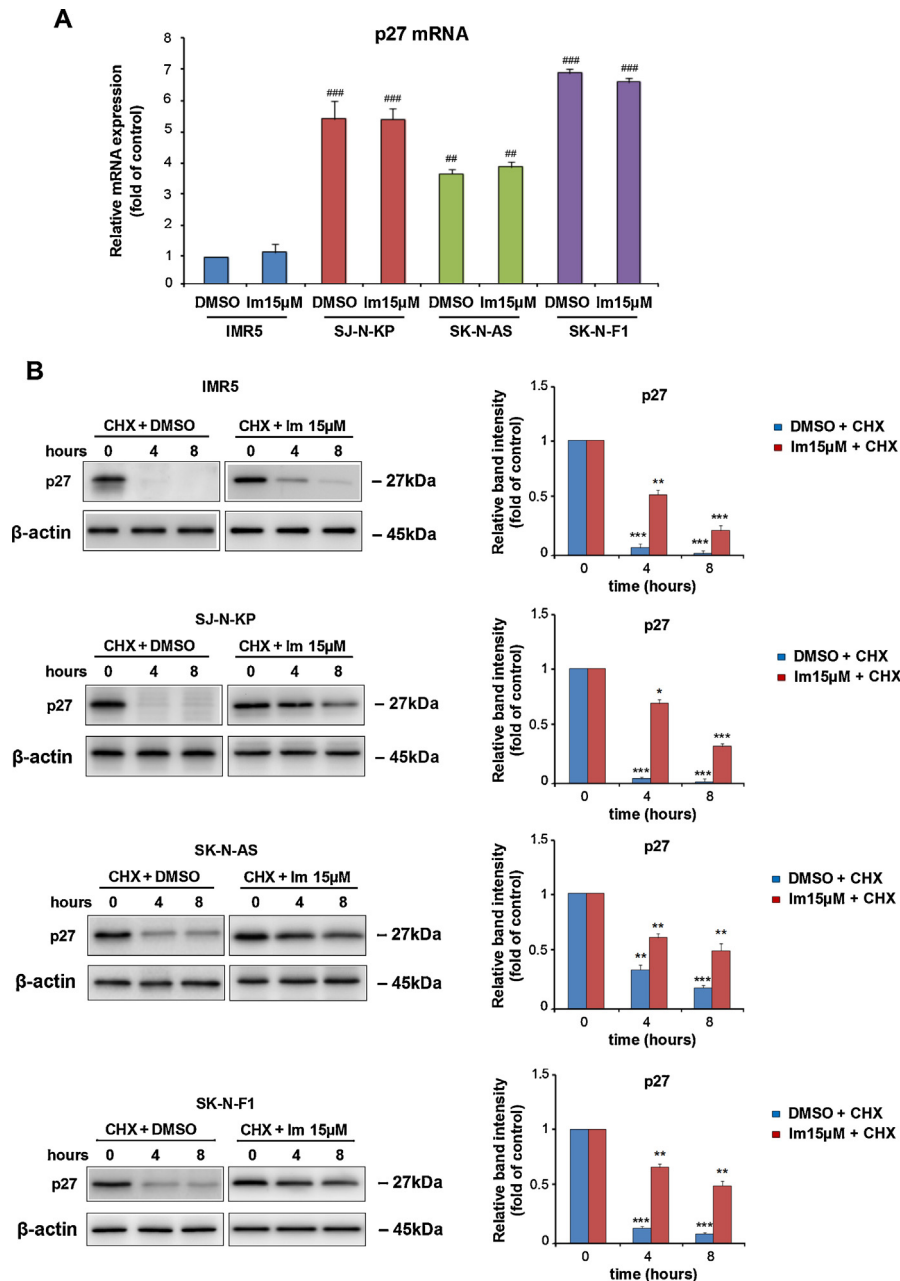 A
p27 mRNA
Relative mRNA expression
(fold of control)
8
7
6
5
4
3
2
1
0
###
###
##
##
###
###
DMSO Im15µM DMSO Im15µM DMSO Im15µM DMSO Im15µM
IMR5 SJ-N-KP SK-N-AS SK-N-F1
B
IMR5
CHX + DMSO CHX + Im 15µM
hours 0 4 8 0 4 8
p27 – 27kDa
β-actin – 45kDa
p27
Relative band intensity
(fold of control)
1.5
1
0.5
0
***
**
***
***
0 4 8
time (hours)
DMSO + CHX
Im15µM + CHX
SJ-N-KP
CHX + DMSO CHX + Im 15µM
hours 0 4 8 0 4 8
p27 – 27kDa
β-actin – 45kDa
p27
Relative band intensity
(fold of control)
1.5
1
0.5
0
***
*
***
***
0 4 8
time (hours)
DMSO + CHX
Im15µM + CHX
SK-N-AS
CHX + DMSO CHX + Im 15µM
hours 0 4 8 0 4 8
p27 – 27kDa
β-actin – 45kDa
p27
Relative band intensity
(fold of control)
1.5
1
0.5
0
**
**
***
**
0 4 8
time (hours)
DMSO + CHX
Im15µM + CHX
SK-N-F1
CHX + DMSO CHX + Im 15µM
hours 0 4 8 0 4 8
p27 – 27kDa
β-actin – 45kDa
p27
Relative band intensity
(fold of control)
1.5
1
0.5
0
***
**
***
**
0 4 8
time (hours)
DMSO + CHX
Im15µM + CHX